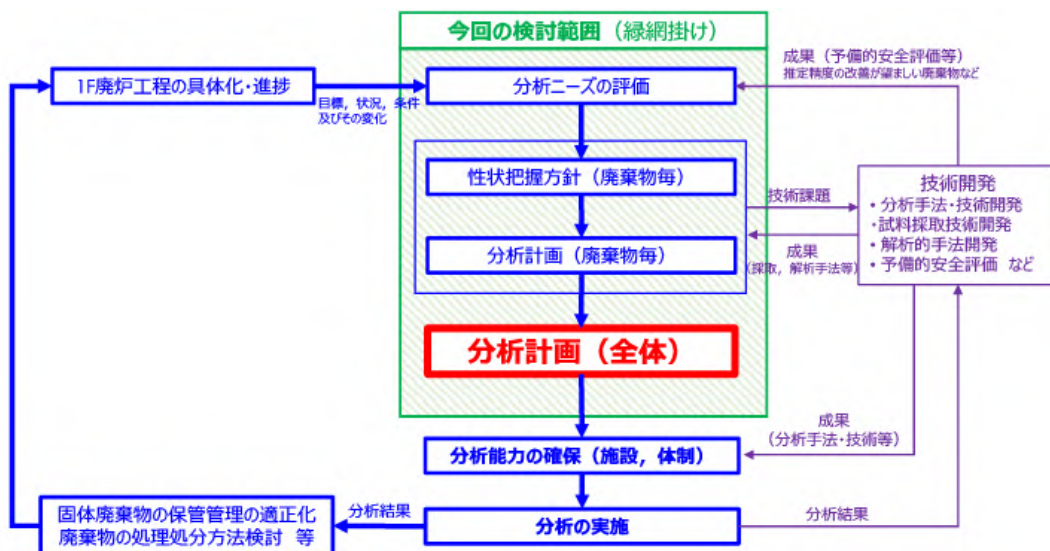 今回の検討範囲（緑網掛け）
1F廃炉工程の具体化・進捗
目標，状況，条件
及びその変化
分析ニーズの評価
成果（予備的安全評価等）
推定精度の改善が望ましい廃棄物など
性状把握方針（廃棄物毎）
分析計画（廃棄物毎）
技術課題
成果
（採取，解析手法等）
技術開発
・分析手法・技術開発
・試料採取技術開発
・解析的手法開発
・予備的安全評価 など
分析計画（全体）
成果
（分析手法・技術等）
分析能力の確保（施設，体制）
固体廃棄物の保管管理の適正化
廃棄物の処理処分方法検討 等
分析結果
分析の実施
分析結果